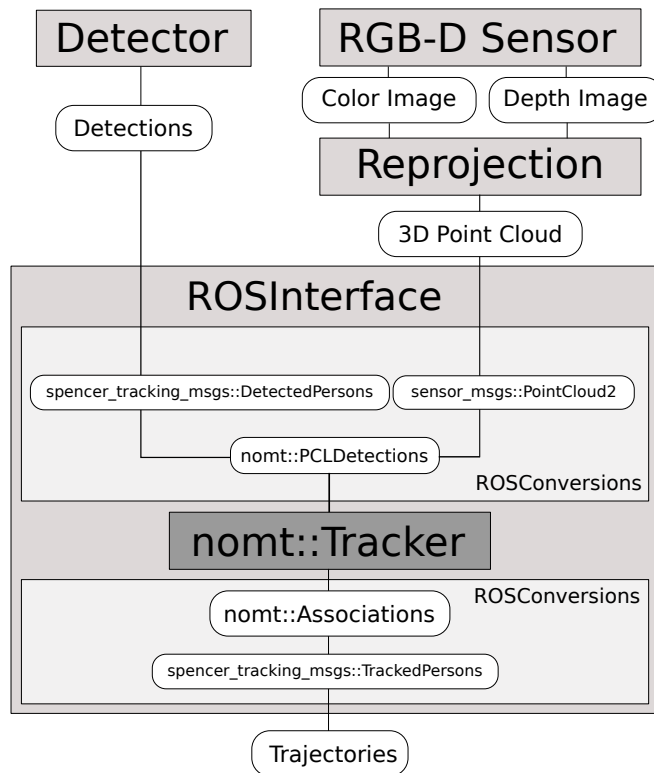 Detector
RGB-D Sensor
Color Image
Depth Image
Detections
Reprojection
3D Point Cloud
ROSInterface
spencer_tracking_msgs::DetectedPersons
sensor_msgs::PointCloud2
nomt::PCLDetections
ROSConversions
nomt::Tracker
ROSConversions
nomt::Associations
spencer_tracking_msgs::TrackedPersons
Trajectories